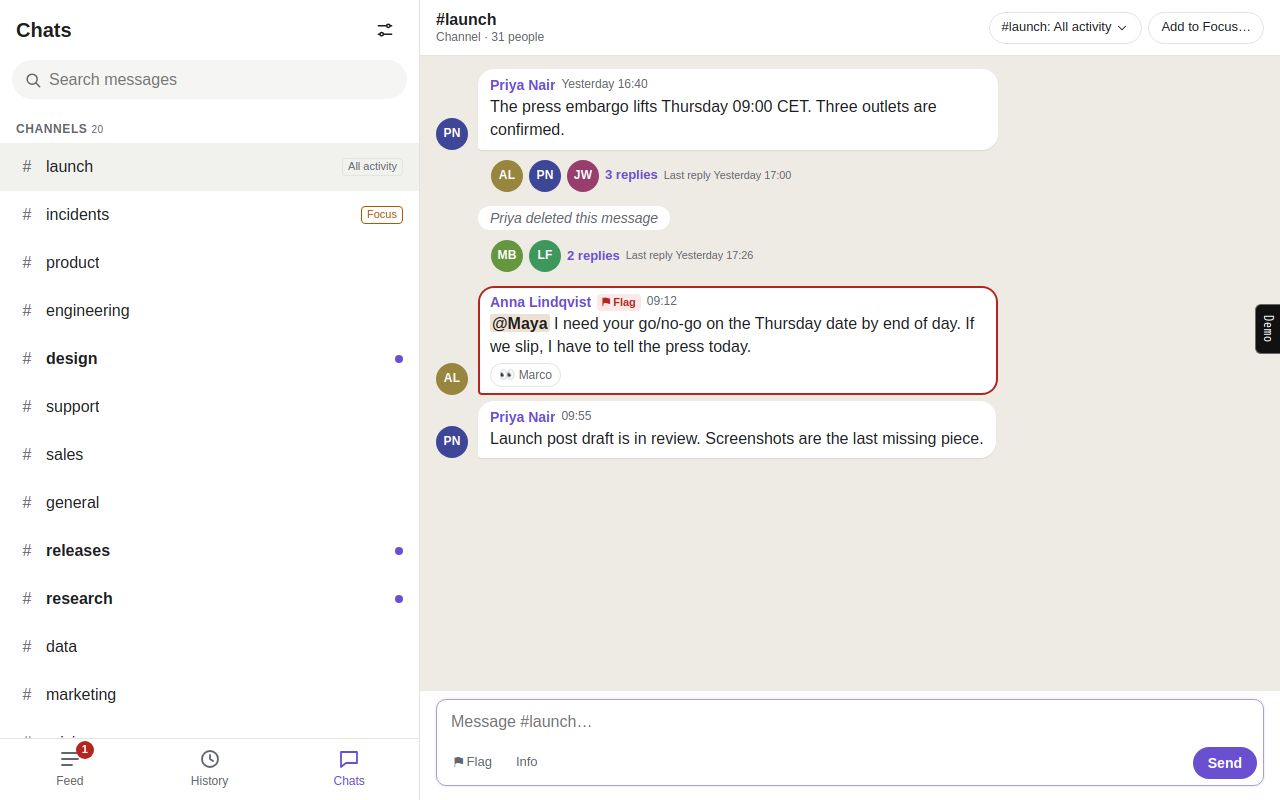 Chats
Search messages
CHANNELS 20
# launch All activity
# incidents Focus
# product
# engineering
# design
# support
# sales
# general
# releases
# research
# data
# marketing
1
Feed
History
Chats
#launch
Channel · 31 people
#launch: All activity
Add to Focus…
Priya Nair Yesterday 16:40
The press embargo lifts Thursday 09:00 CET. Three outlets are
confirmed.
PN
AL PN JW 3 replies Last reply Yesterday 17:00
Priya deleted this message
MB LF 2 replies Last reply Yesterday 17:26
Anna Lindqvist Flag 09:12
@Maya I need your go/no-go on the Thursday date by end of day. If
we slip, I have to tell the press today.
👀 Marco
AL
Priya Nair 09:55
Launch post draft is in review. Screenshots are the last missing piece.
PN
Message #launch…
Flag Info
Send
Demo